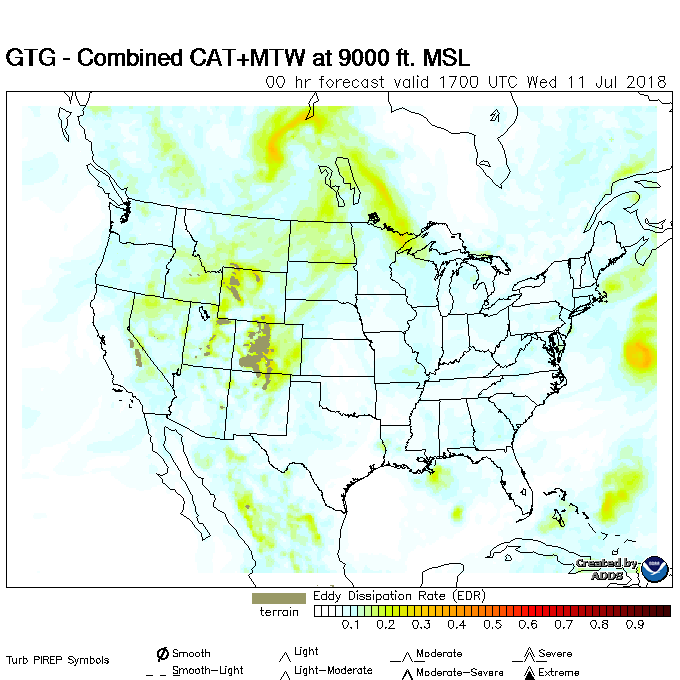 GTG - Combined CAT+MTW at 9000 ft. MSL
00 hr forecast valid 1700 UTC Wed 11 Jul 2018
Created by
ADDS
Eddy Dissipation Rate (EDR)
terrain
0.1 0.2 0.3 0.4 0.5 0.6 0.7 0.8 0.9
Turb PIREP Symbols
Smooth Light Moderate Severe
Smooth-Light Light-Moderate Moderate-Severe Extreme